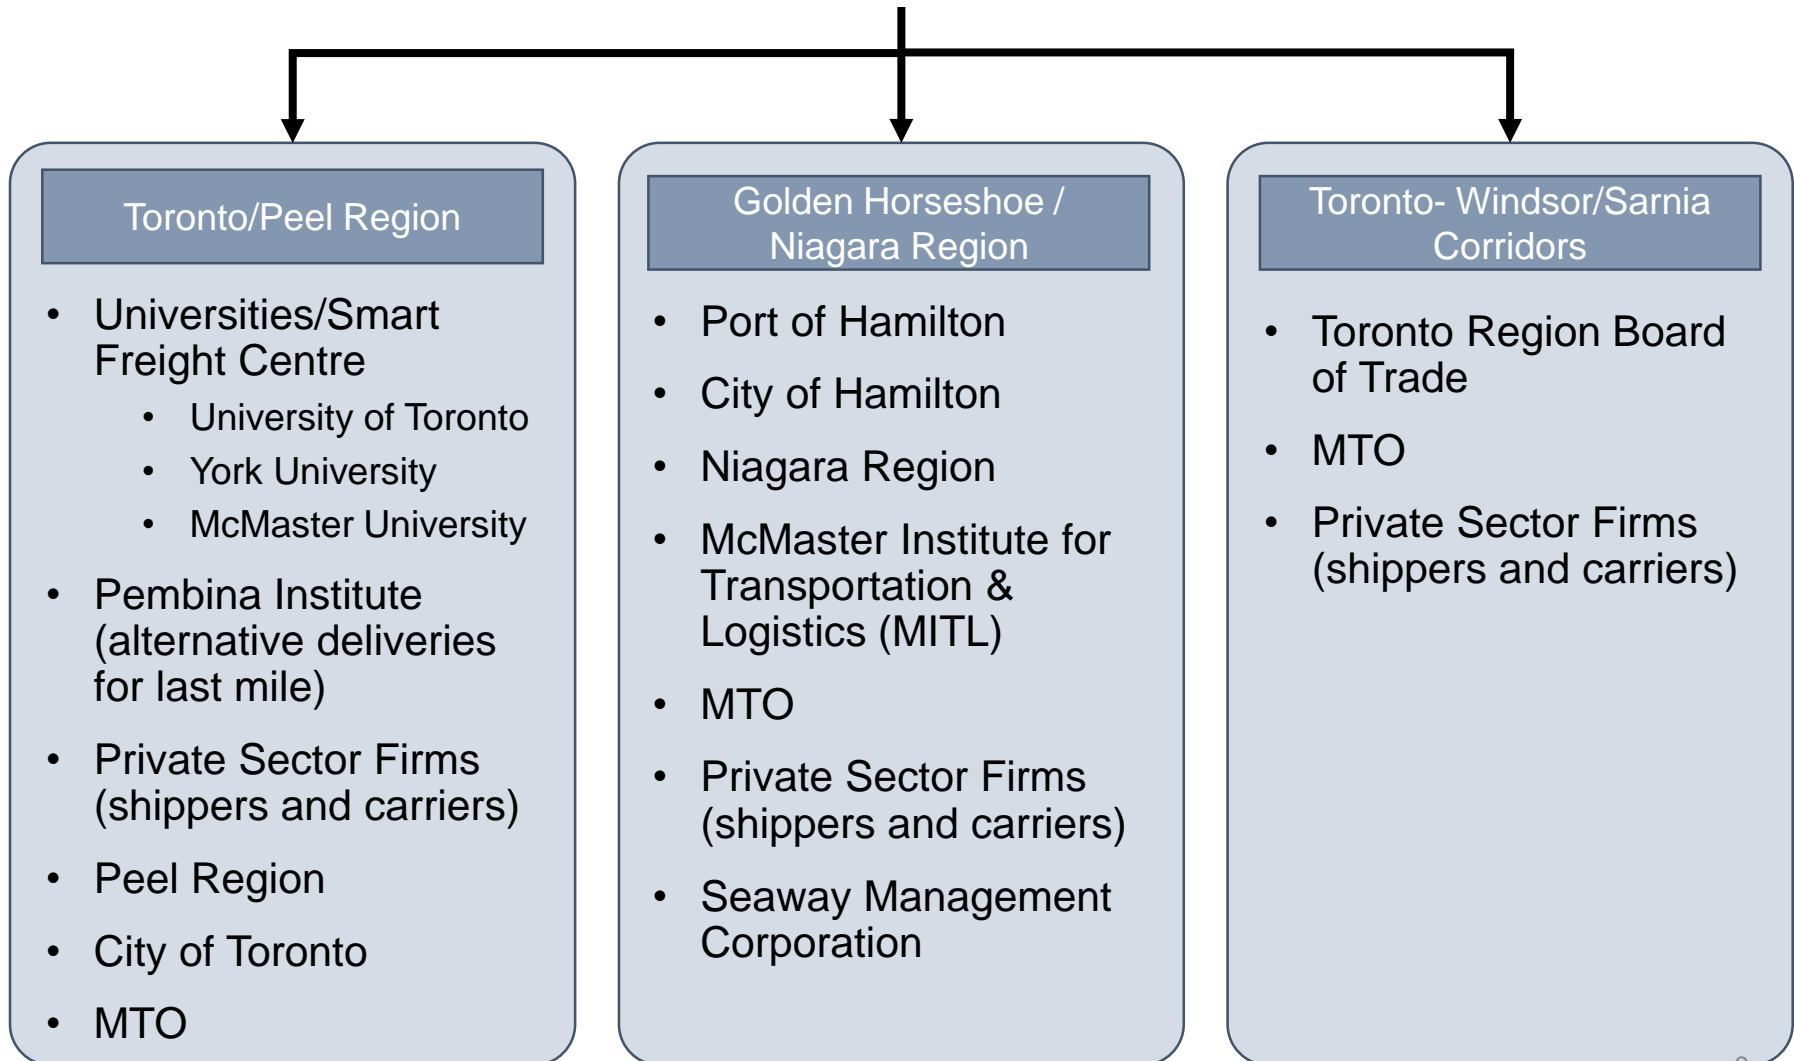 Toronto/Peel Region
• Universities/Smart
Freight Centre
• University of Toronto
• York University
• McMaster University
• Pembina Institute
(alternative deliveries
for last mile)
• Private Sector Firms
(shippers and carriers)
• Peel Region
• City of Toronto
• MTO
Golden Horseshoe /
Niagara Region
• Port of Hamilton
• City of Hamilton
• Niagara Region
• McMaster Institute for
Transportation &
Logistics (MITL)
• MTO
• Private Sector Firms
(shippers and carriers)
• Seaway Management
Corporation
Toronto- Windsor/Sarnia
Corridors
• Toronto Region Board
of Trade
• MTO
• Private Sector Firms
(shippers and carriers)